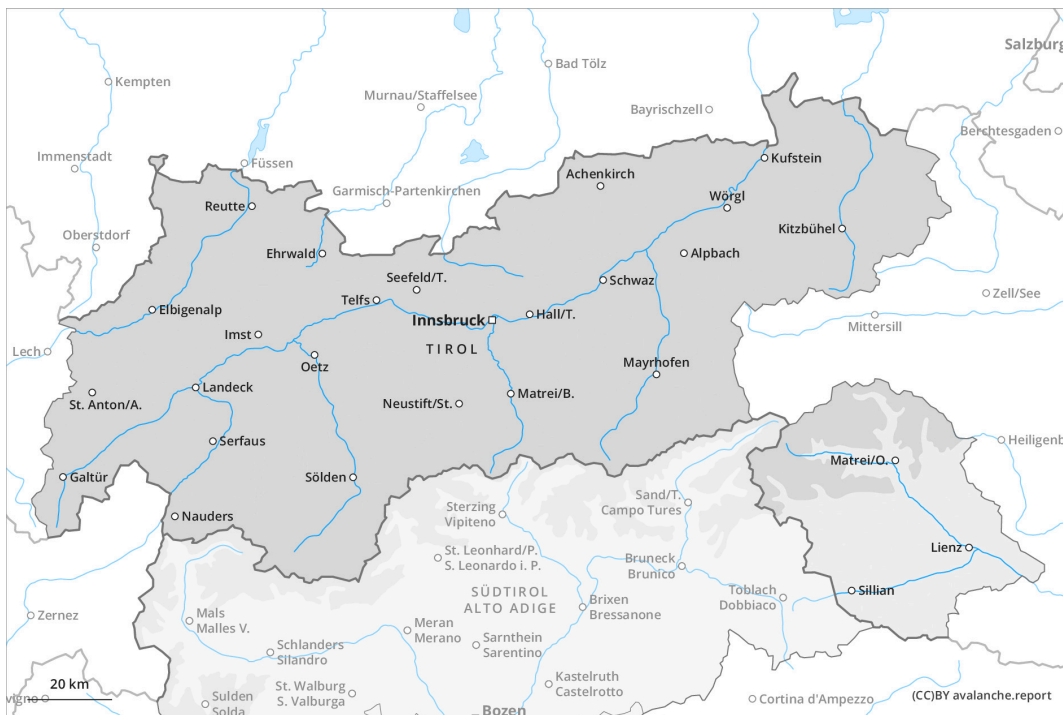 Salzburg
Kempten
Bad Tölz
Murnau/Staffelsee
Bayrischzell
Berchtesgaden
Immenstadt
Füssen
Kufstein
Achenkirch
Garmisch-Partenkirchen
Reutte
Wörgl
Oberstdorf
Kitzbühel
Ehrwald
Alpbach
Seefeld/T.
Schwaz
Zell/See
Telfs
Elbigenalp
Innsbruck
Hall/T.
Mittersill
Imst
TIROL
Lech
Oetz
Mayrhofen
Landeck
St. Anton/A.
Neustift/St.
Matrei/B.
Serfaus
Heiligenb
Matrei/O.
Galtür
Sölden
Sand/T.
Campo Tures
Sterzing
Vipiteno
Nauders
Lienz
St. Leonhard/P.
S. Leonardo i. P.
Bruneck
Brunico
Sillian
SÜDTIROL
ALTO ADIGE
Toblach
Dobbiaco
Brixen
Bressanone
Zernez
Mals
Malles V.
Meran
Merano
Sarnthein
Sarentino
Schlanders
Silandro
Kastelruth
Castelrotto
20 km
St. Walburg
S. Valburga
vigno
Sulden
Solda
Cortina d'Ampezzo
(CC)BY avalanche.report
Bozen